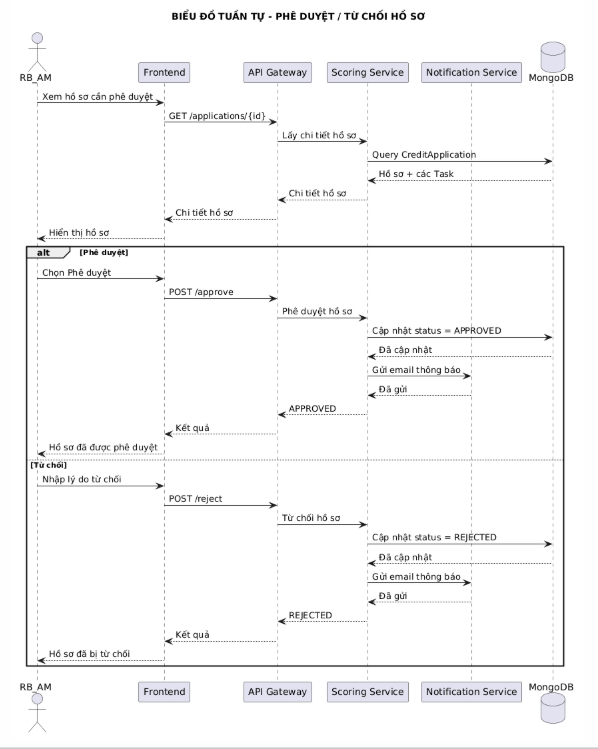 BIỂU ĐỒ TUẦN TỰ - PHÊ DUYỆT / TỪ CHỐI HỒ SƠ
RB_AM
Frontend
API Gateway
Scoring Service
Notification Service
MongoDB
Xem hồ sơ cần phê duyệt
GET /applications/{id}
Lấy chi tiết hồ sơ
Query CreditApplication
Hồ sơ + các Task
Chi tiết hồ sơ
Chi tiết hồ sơ
Hiển thị hồ sơ
alt [Phê duyệt]
Chọn Phê duyệt
POST /approve
Phê duyệt hồ sơ
Cập nhật status = APPROVED
Đã cập nhật
Gửi email thông báo
Đã gửi
APPROVED
Kết quả
Hồ sơ đã được phê duyệt
[Từ chối]
Nhập lý do từ chối
POST /reject
Từ chối hồ sơ
Cập nhật status = REJECTED
Đã cập nhật
Gửi email thông báo
Đã gửi
REJECTED
Kết quả
Hồ sơ đã bị từ chối
RB_AM
Frontend
API Gateway
Scoring Service
Notification Service
MongoDB